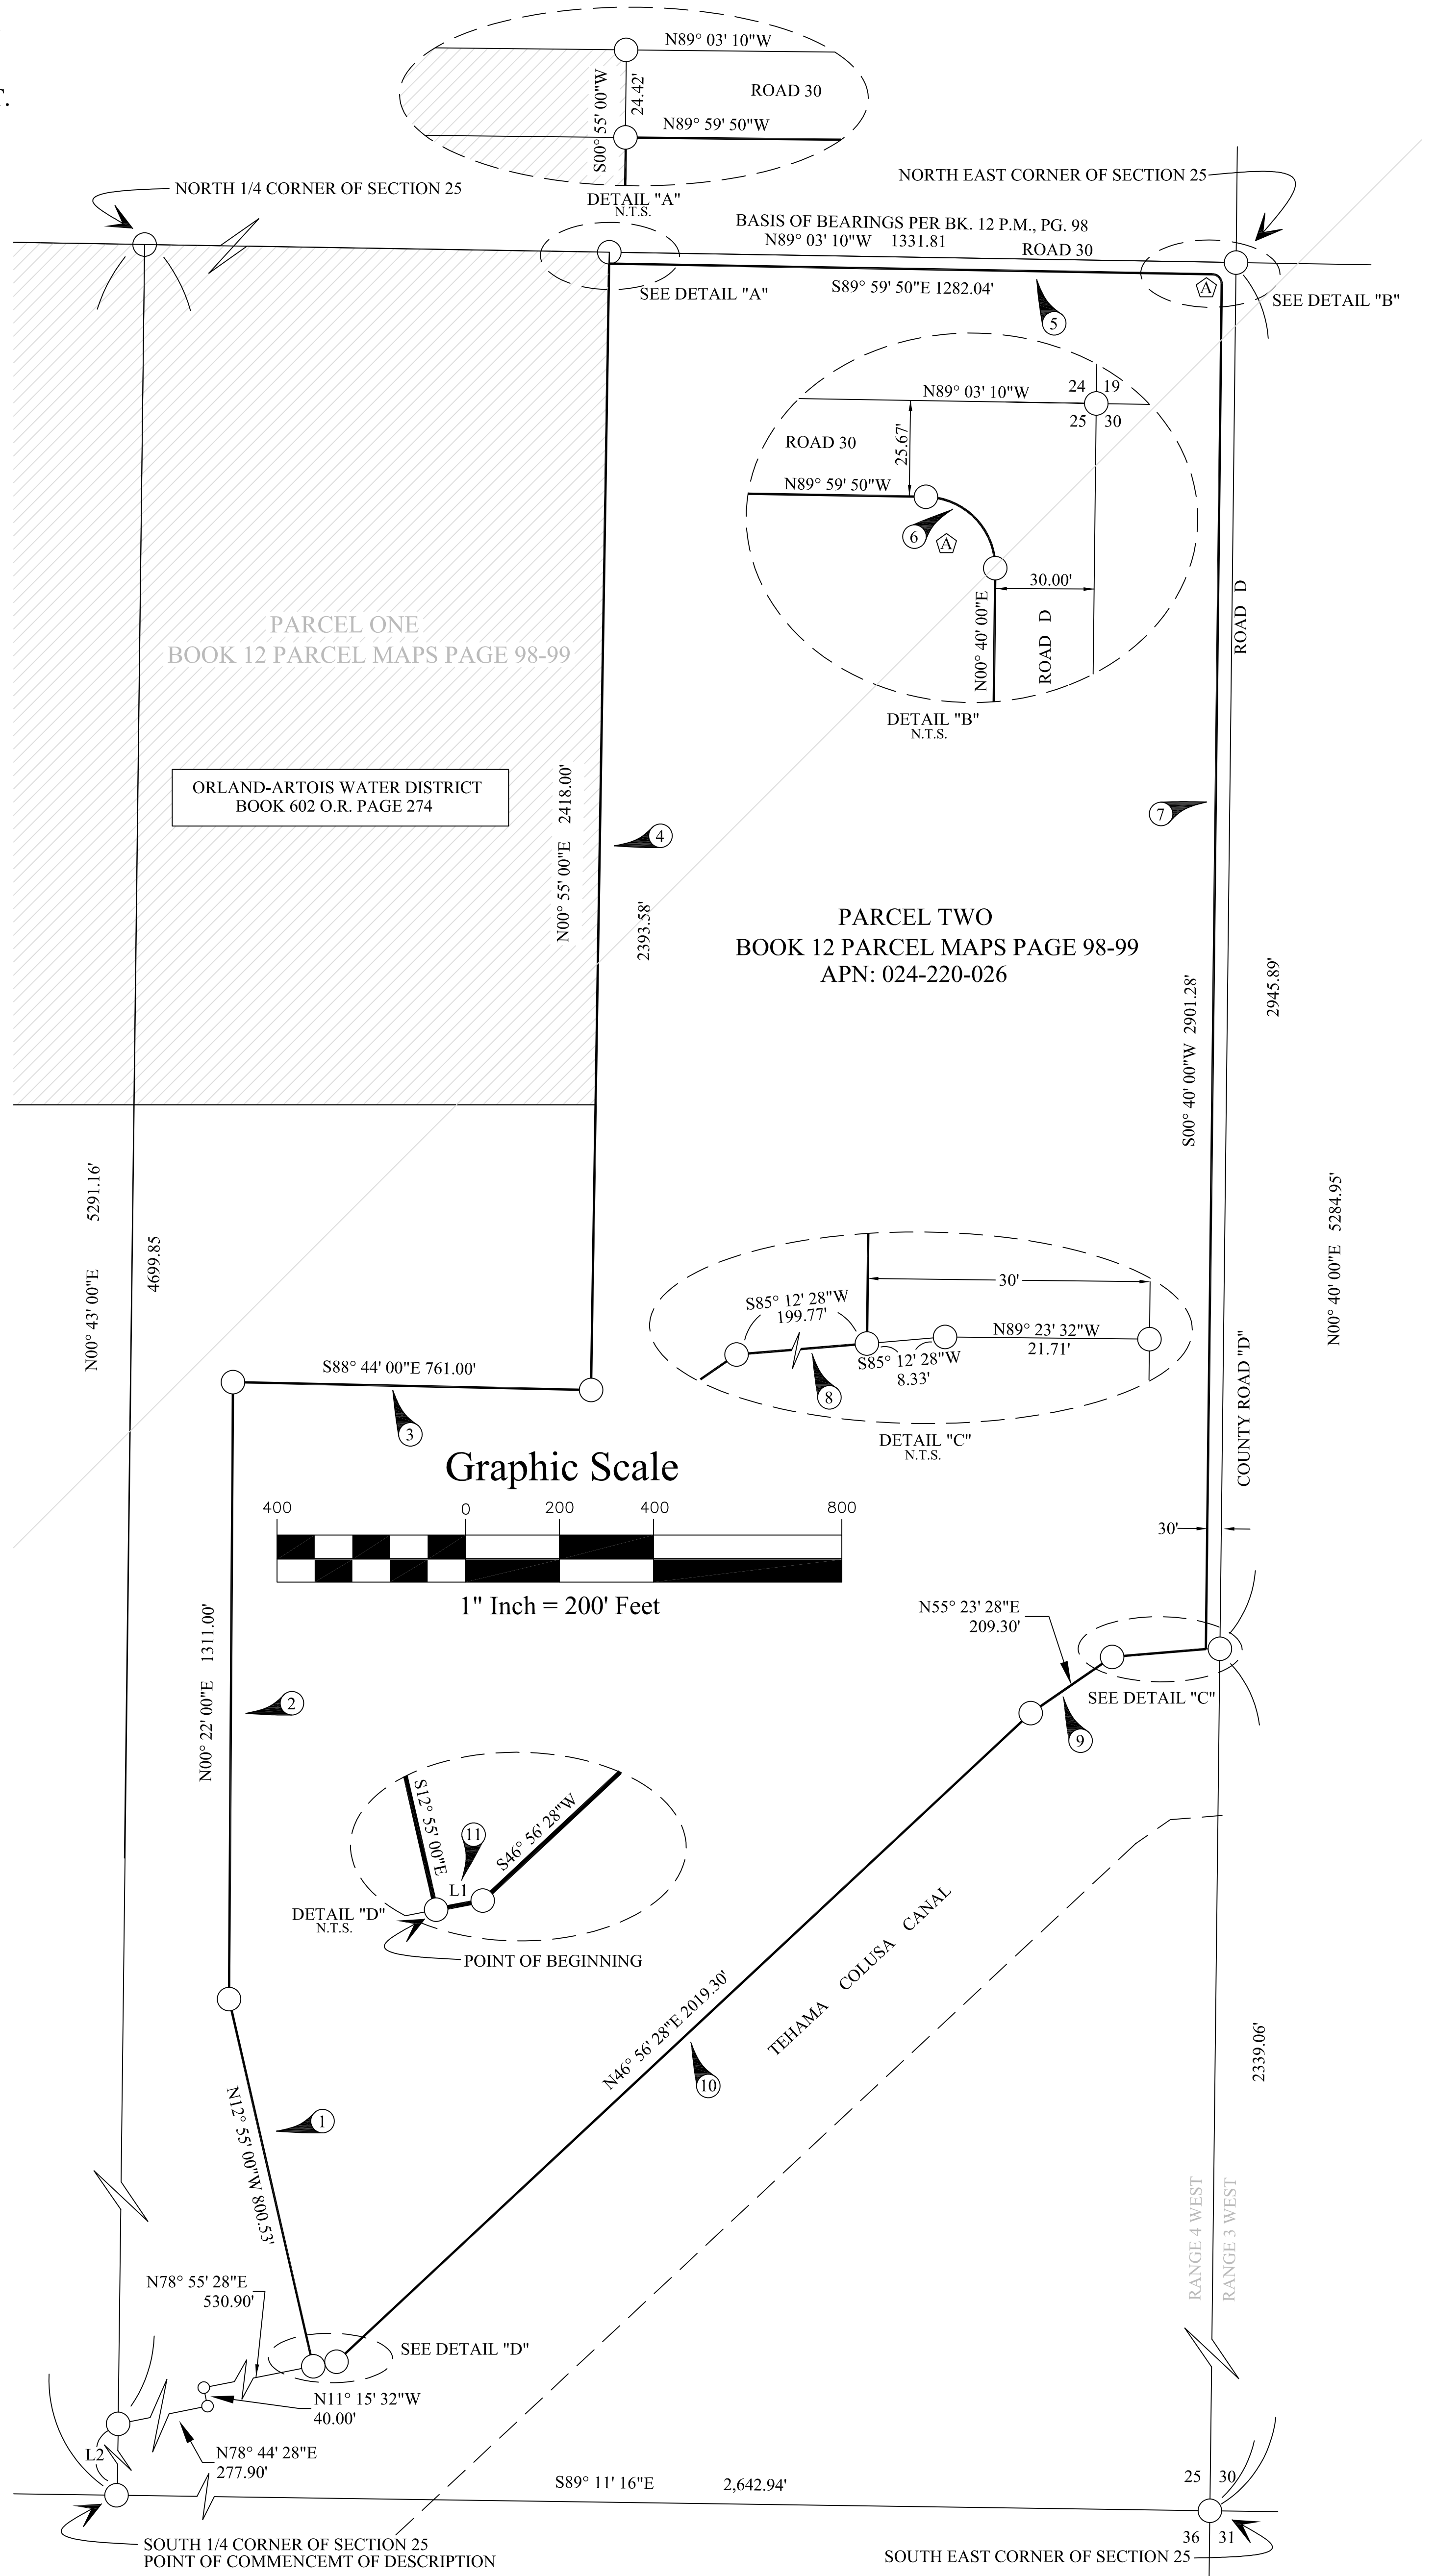 T.
N89° 03' 10"W
S00° 55' 00"W
24.42'
ROAD 30
N89° 59' 50"W
DETAIL "A"
N.T.S.
NORTH 1/4 CORNER OF SECTION 25
NORTH EAST CORNER OF SECTION 25
BASIS OF BEARINGS PER BK. 12 P.M., PG. 98
N89° 03' 10"W 1331.81
ROAD 30
SEE DETAIL "A"
S89° 59' 50"E 1282.04'
A
SEE DETAIL "B"
5
N89° 03' 10"W
24 19
25 30
ROAD 30
25.67'
N89° 59' 50"W
6
A
30.00'
N00° 40' 00"E
ROAD D
DETAIL "B"
N.T.S.
ROAD D
PARCEL ONE
BOOK 12 PARCEL MAPS PAGE 98-99
ORLAND-ARTOIS WATER DISTRICT
BOOK 602 O.R. PAGE 274
N00° 55' 00"E 2418.00'
4
2393.58'
7
PARCEL TWO
BOOK 12 PARCEL MAPS PAGE 98-99
APN: 024-220-026
S00° 40' 00"W 2901.28'
2945.89'
N00° 43' 00"E 5291.16'
4699.85
N00° 40' 00"E 5284.95'
30'
S85° 12' 28"W
199.77'
N89° 23' 32"W
21.71'
S85° 12' 28"W
8.33'
8
DETAIL "C"
N.T.S.
COUNTY ROAD "D"
S88° 44' 00"E 761.00'
3
Graphic Scale
400 0 200 400 800
1" Inch = 200' Feet
30'
N00° 22' 00"E 1311.00'
2
N55° 23' 28"E
209.30'
SEE DETAIL "C"
9
S12° 55' 00"E
11
S46° 56' 28"W
L1
DETAIL "D"
N.T.S.
POINT OF BEGINNING
TEHAMA COLUSA CANAL
N46° 56' 28"E 2019.30'
10
2339.06'
1
N12° 55' 00"W 800.53'
RANGE 4 WEST
RANGE 3 WEST
N78° 55' 28"E
530.90'
SEE DETAIL "D"
N11° 15' 32"W
40.00'
L2
N78° 44' 28"E
277.90'
S89° 11' 16"E 2,642.94'
25 30
36 31
SOUTH 1/4 CORNER OF SECTION 25
POINT OF COMMENCEMT OF DESCRIPTION
SOUTH EAST CORNER OF SECTION 25